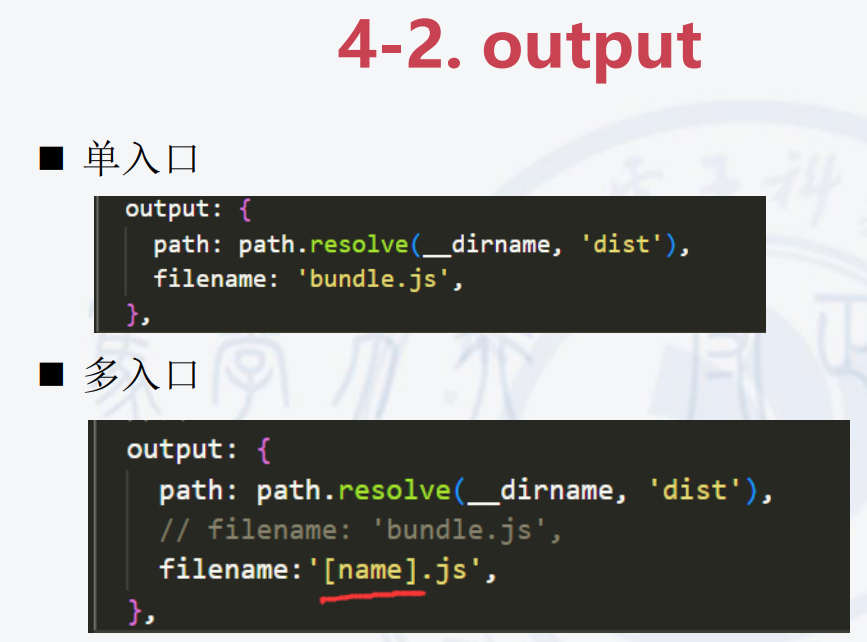 4-2. output
■ 单入口
output: {
path: path.resolve(__dirname, 'dist'),
filename: 'bundle.js',
},
■ 多入口
output: {
path: path.resolve(__dirname, 'dist'),
// filename: 'bundle.js',
filename:'[name].js',
},